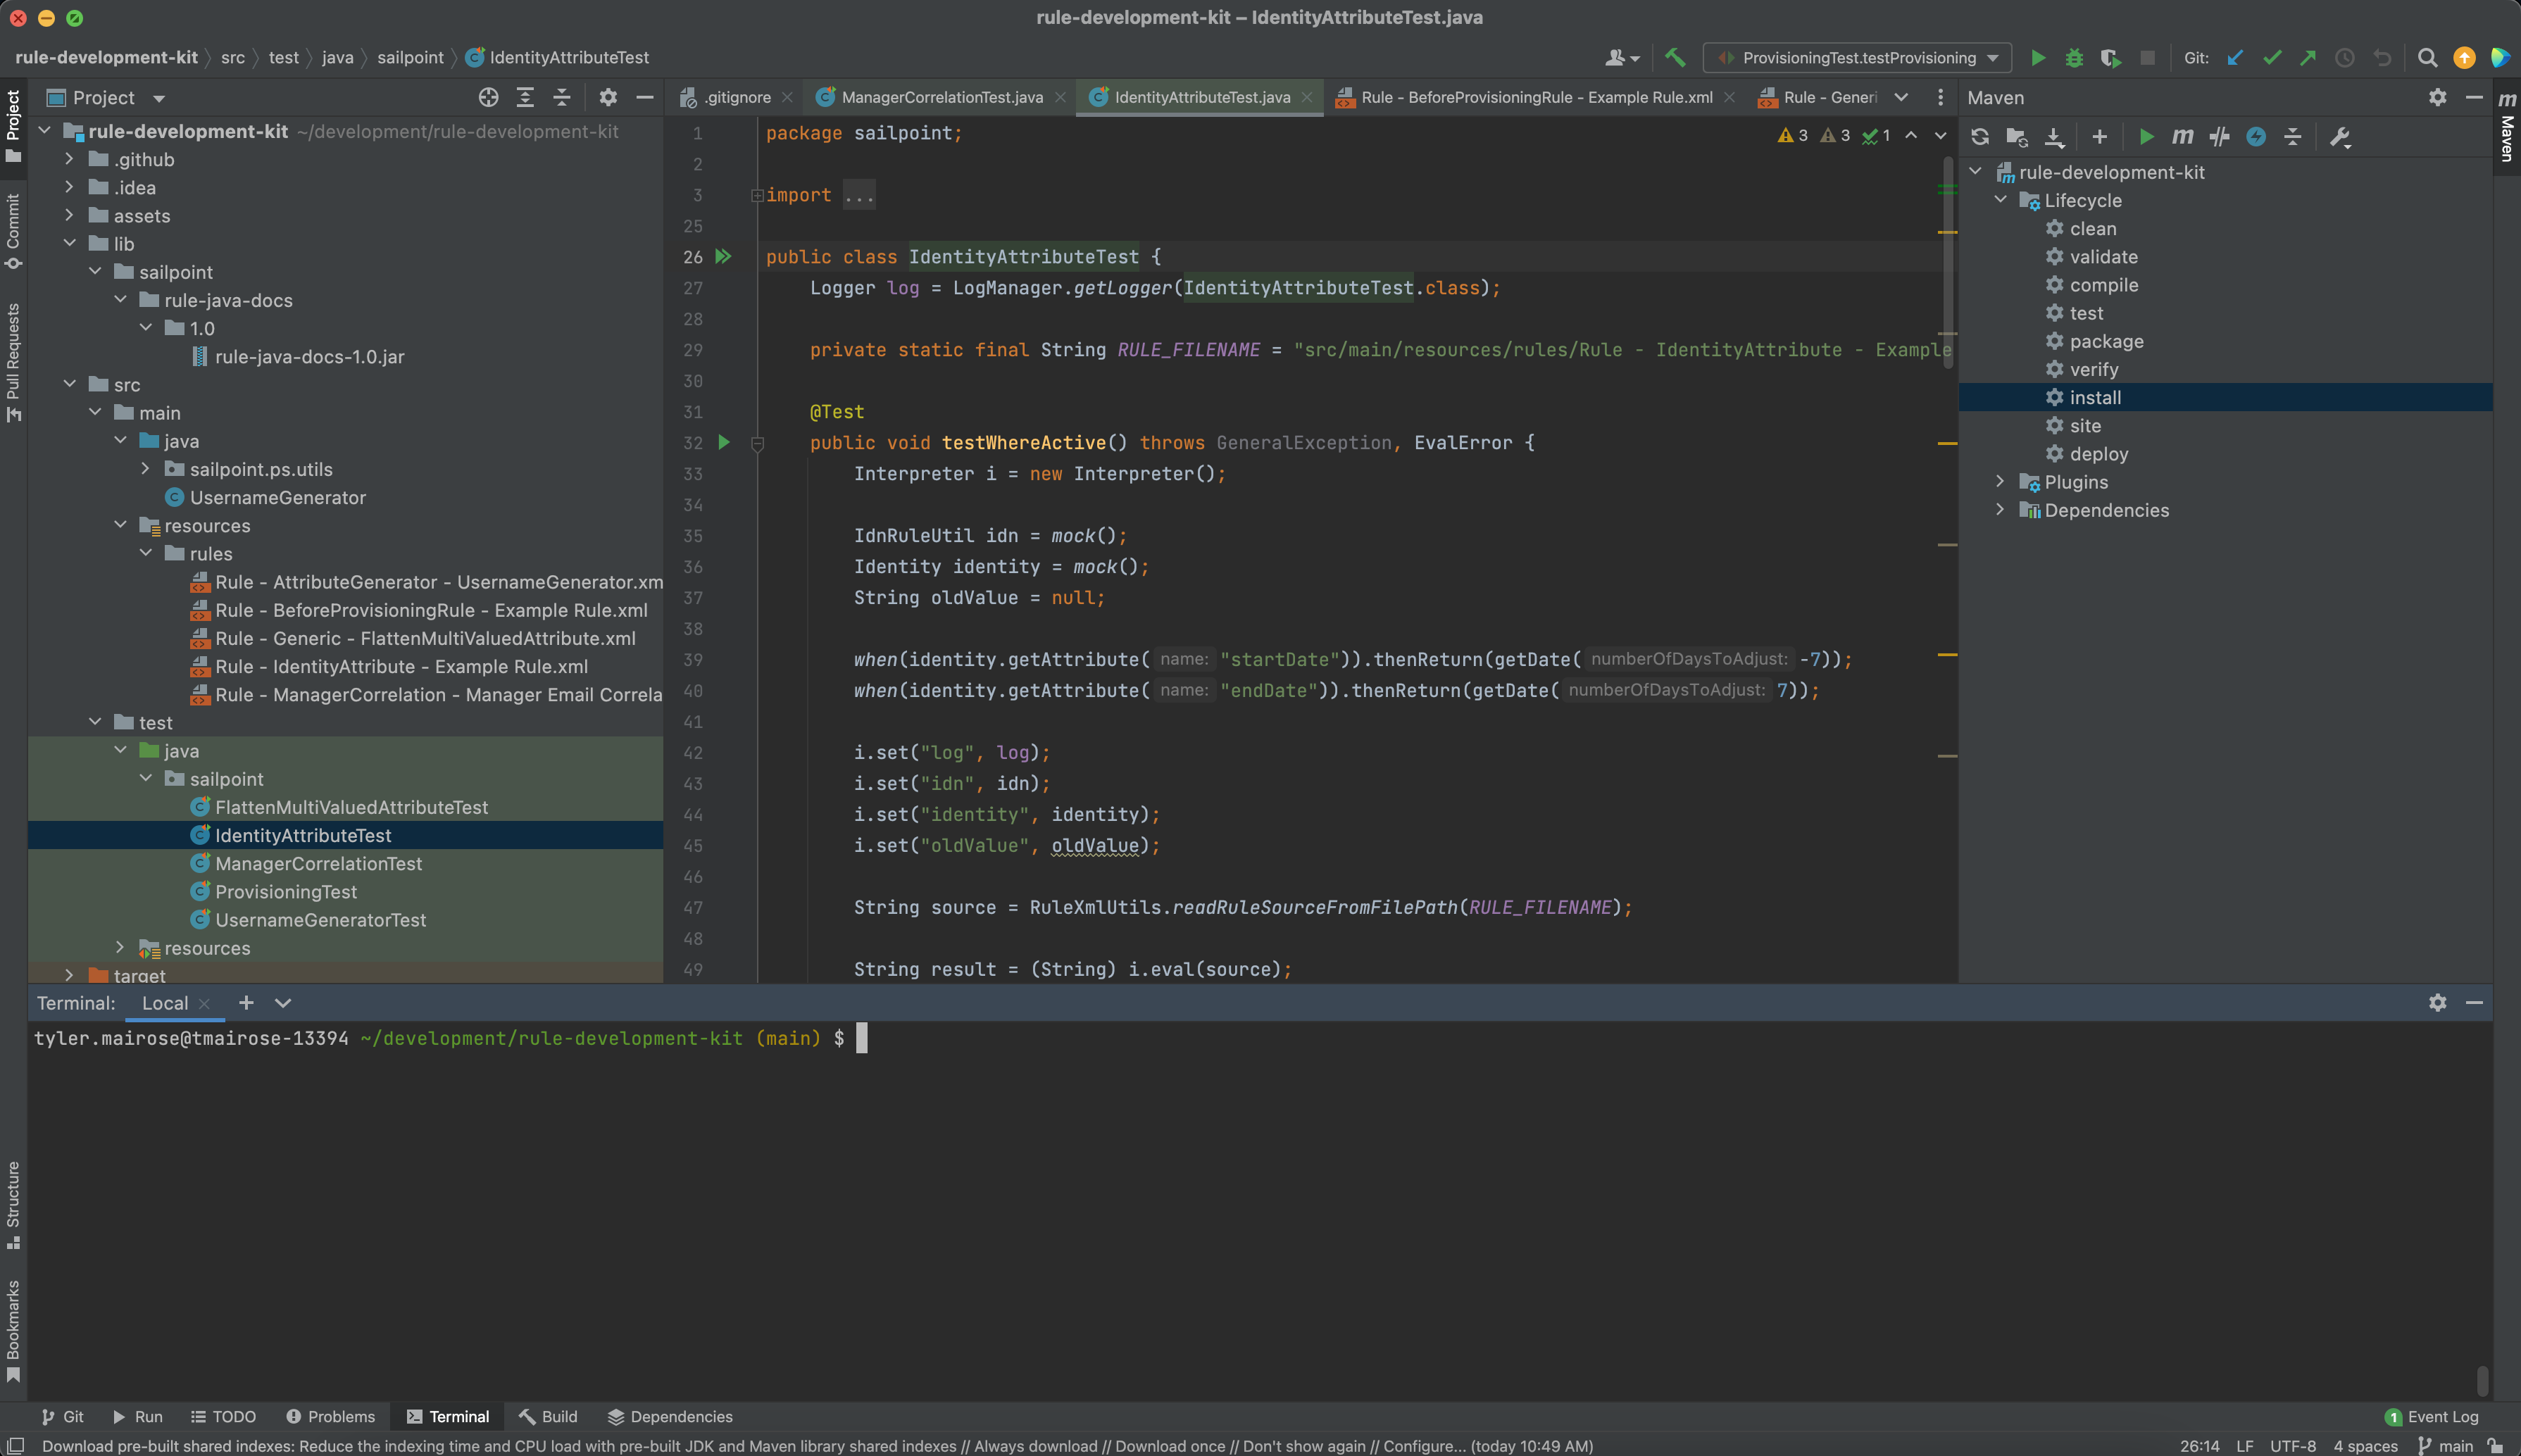 rule-development-kit – IdentityAttributeTest.java
rule-development-kit
src
test
java
sailpoint
IdentityAttributeTest
ProvisioningTest.testProvisioning
Git:
Project
Commit
Pull Requests
Structure
Bookmarks
Project
rule-development-kit ~/development/rule-development-kit
.github
.idea
assets
lib
sailpoint
rule-java-docs
1.0
rule-java-docs-1.0.jar
src
main
java
sailpoint.ps.utils
UsernameGenerator
resources
rules
Rule - AttributeGenerator - UsernameGenerator.xm
Rule - BeforeProvisioningRule - Example Rule.xml
Rule - Generic - FlattenMultiValuedAttribute.xml
Rule - IdentityAttribute - Example Rule.xml
Rule - ManagerCorrelation - Manager Email Correla
test
java
sailpoint
FlattenMultiValuedAttributeTest
IdentityAttributeTest
ManagerCorrelationTest
ProvisioningTest
UsernameGeneratorTest
resources
target
.gitignore
ManagerCorrelationTest.java
IdentityAttributeTest.java
Rule - BeforeProvisioningRule - Example Rule.xml
Rule - Generi
3 3 1
1 package sailpoint;
2
3 import ...
25
26 public class IdentityAttributeTest {
27 Logger log = LogManager.getLogger(IdentityAttributeTest.class);
28
29 private static final String RULE_FILENAME = "src/main/resources/rules/Rule - IdentityAttribute - Example
30
31 @Test
32 public void testWhereActive() throws GeneralException, EvalError {
33 Interpreter i = new Interpreter();
34
35 IdnRuleUtil idn = mock();
36 Identity identity = mock();
37 String oldValue = null;
38
39 when(identity.getAttribute( name: "startDate")).thenReturn(getDate( numberOfDaysToAdjust: -7));
40 when(identity.getAttribute( name: "endDate")).thenReturn(getDate( numberOfDaysToAdjust: 7));
41
42 i.set("log", log);
43 i.set("idn", idn);
44 i.set("identity", identity);
45 i.set("oldValue", oldValue);
46
47 String source = RuleXmlUtils.readRuleSourceFromFilePath(RULE_FILENAME);
48
49 String result = (String) i.eval(source);
Maven
m
Maven
m
rule-development-kit
Lifecycle
clean
validate
compile
test
package
verify
install
site
deploy
Plugins
Dependencies
Terminal: Local
tyler.mairose@tmairose-13394 ~/development/rule-development-kit (main) $
Git
Run
TODO
Problems
Terminal
Build
Dependencies
1 Event Log
Download pre-built shared indexes: Reduce the indexing time and CPU load with pre-built JDK and Maven library shared indexes // Always download // Download once // Don't show again // Configure... (today 10:49 AM)
26:14 LF UTF-8 4 spaces main